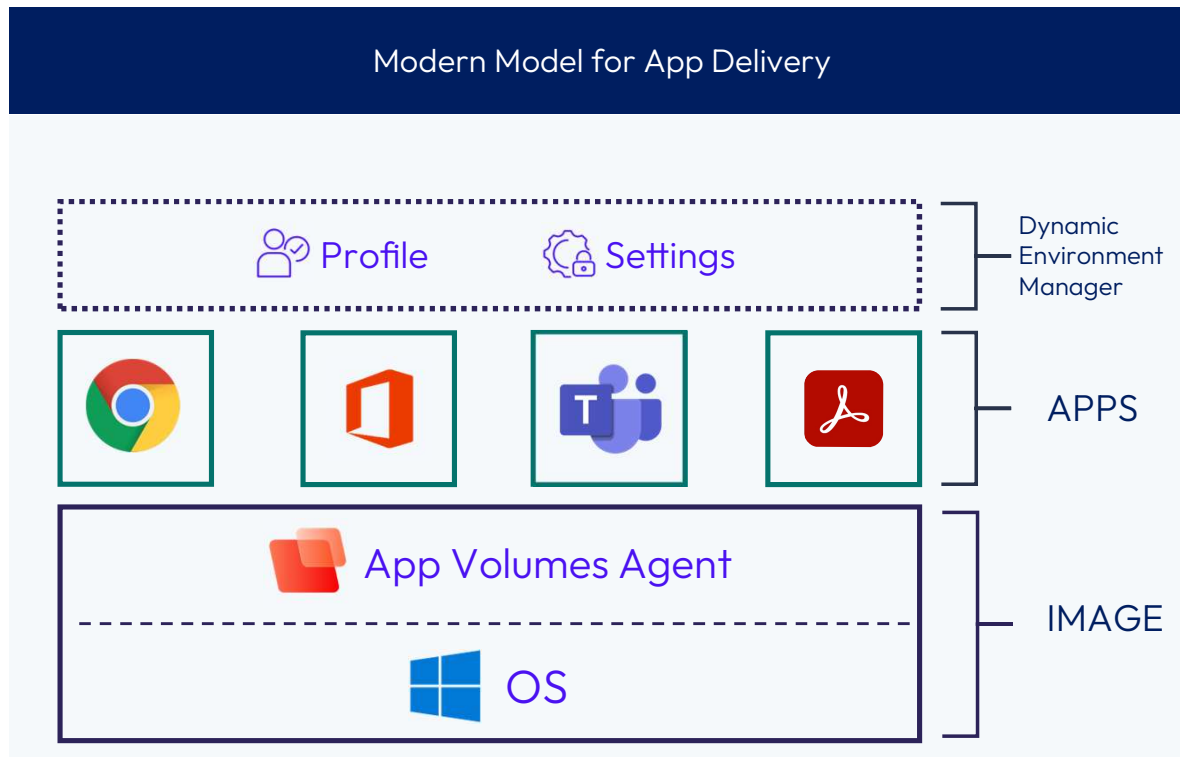 Modern Model for App Delivery
Profile
Settings
Dynamic
Environment
Manager
T
APPS
App Volumes Agent
IMAGE
OS